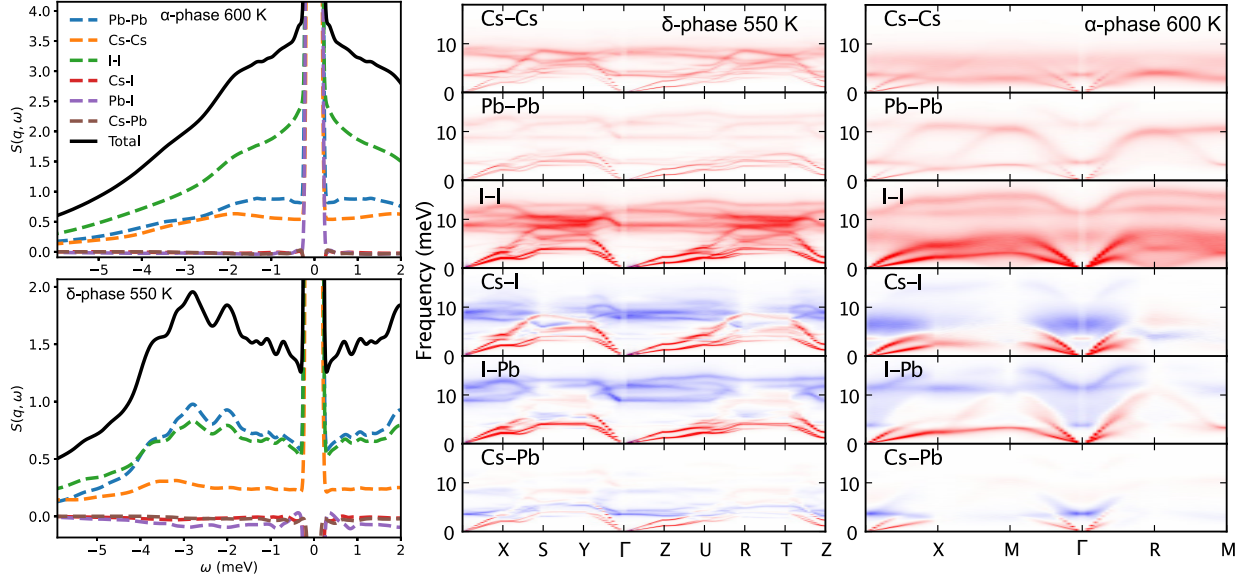 α-phase 600 K
4.0
3.5
3.0
2.5
2.0
1.5
1.0
0.5
0.0
S(q, ω)
Pb-Pb
Cs-Cs
I-I
Cs-I
Pb-I
Cs-Pb
Total
−5 −4 −3 −2 −1 0 1 2
δ-phase 550 K
2.0
1.5
1.0
0.5
0.0
S(q, ω)
−5 −4 −3 −2 −1 0 1 2
ω (meV)
Frequency (meV)
Cs–Cs
δ-phase 550 K
10
0
Pb–Pb
10
0
I–I
10
0
Cs–I
10
0
I–Pb
10
0
Cs–Pb
10
0
X S Y Γ Z U R T Z
Cs–Cs
α-phase 600 K
10
0
Pb–Pb
10
0
I–I
10
0
Cs–I
10
0
I–Pb
10
0
Cs–Pb
10
0
X M Γ R M